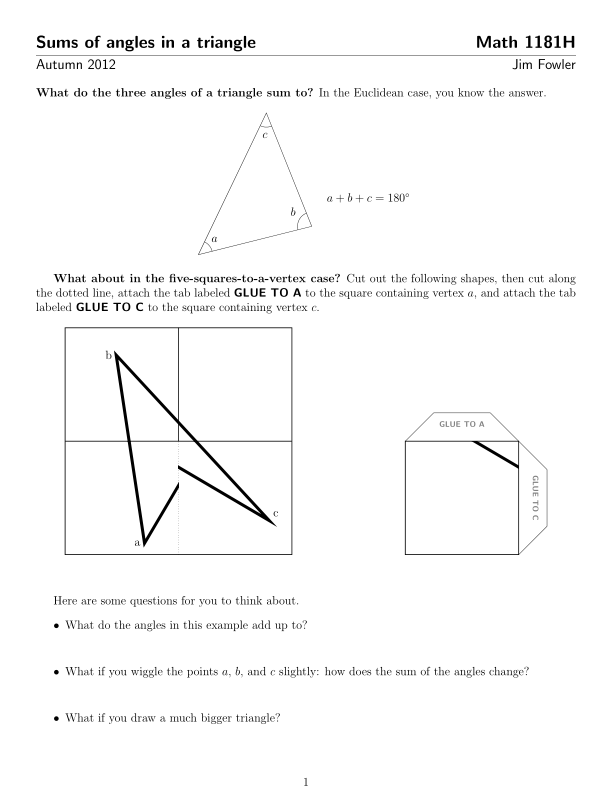 Sums of angles in a triangle Math 1181H
Autumn 2012 Jim Fowler
What do the three angles of a triangle sum to? In the Euclidean case, you know the answer.
c
a + b + c = 180°
b
a
What about in the five-squares-to-a-vertex case? Cut out the following shapes, then cut along
the dotted line, attach the tab labeled GLUE TO A to the square containing vertex a, and attach the tab
labeled GLUE TO C to the square containing vertex c.
b
GLUE TO A
GLUE TO C
c
a
Here are some questions for you to think about.
• What do the angles in this example add up to?
• What if you wiggle the points a, b, and c slightly: how does the sum of the angles change?
• What if you draw a much bigger triangle?
1